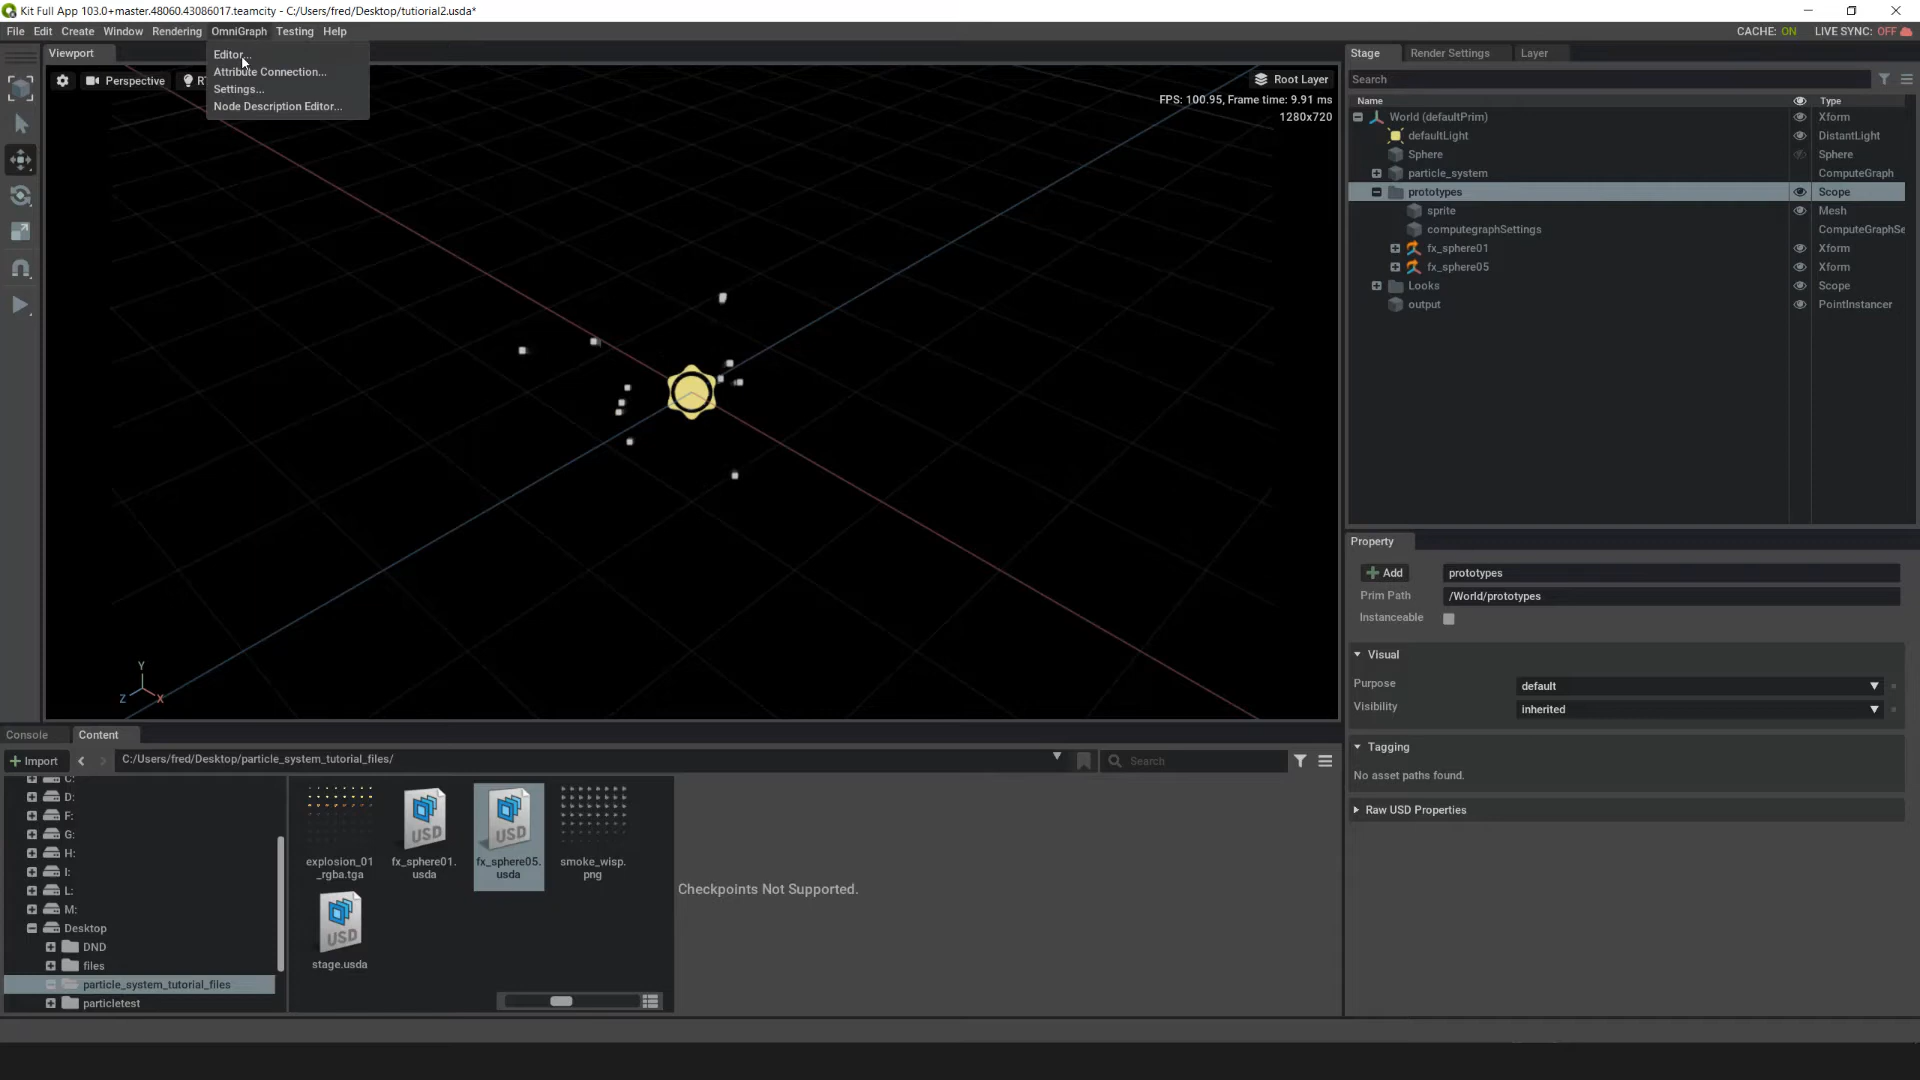 Kit Full App 103.0+master.48060.43086017.teamcity - C:/Users/fred/Desktop/tutiorial2.usda*
File Edit Create Window Rendering OmniGraph Testing Help
CACHE: ON LIVE SYNC: OFF
Viewport
Editor...
Attribute Connection...
Settings...
Node Description Editor...
Perspective
Root Layer
FPS: 100.95, Frame time: 9.91 ms
1280x720
Y
Z X
Stage Render Settings Layer
Search
Name Type
World (defaultPrim) Xform
defaultLight DistantLight
Sphere Sphere
particle_system ComputeGraph
prototypes Scope
sprite Mesh
computegraphSettings ComputeGraphSe
fx_sphere01 Xform
fx_sphere05 Xform
Looks Scope
output PointInstancer
Property
Add prototypes
Prim Path /World/prototypes
Instanceable
Visual
Purpose default
Visibility inherited
Tagging
No asset paths found.
Raw USD Properties
Console Content
Import C:/Users/fred/Desktop/particle_system_tutorial_files/ Search
C:
D:
F:
G:
H:
I:
L:
M:
Desktop
DND
files
particle_system_tutorial_files
particletest
USD
USD
explosion_01
_rgba.tga
fx_sphere01.
usda
fx_sphere05.
usda
smoke_wisp.
png
USD
stage.usda
Checkpoints Not Supported.